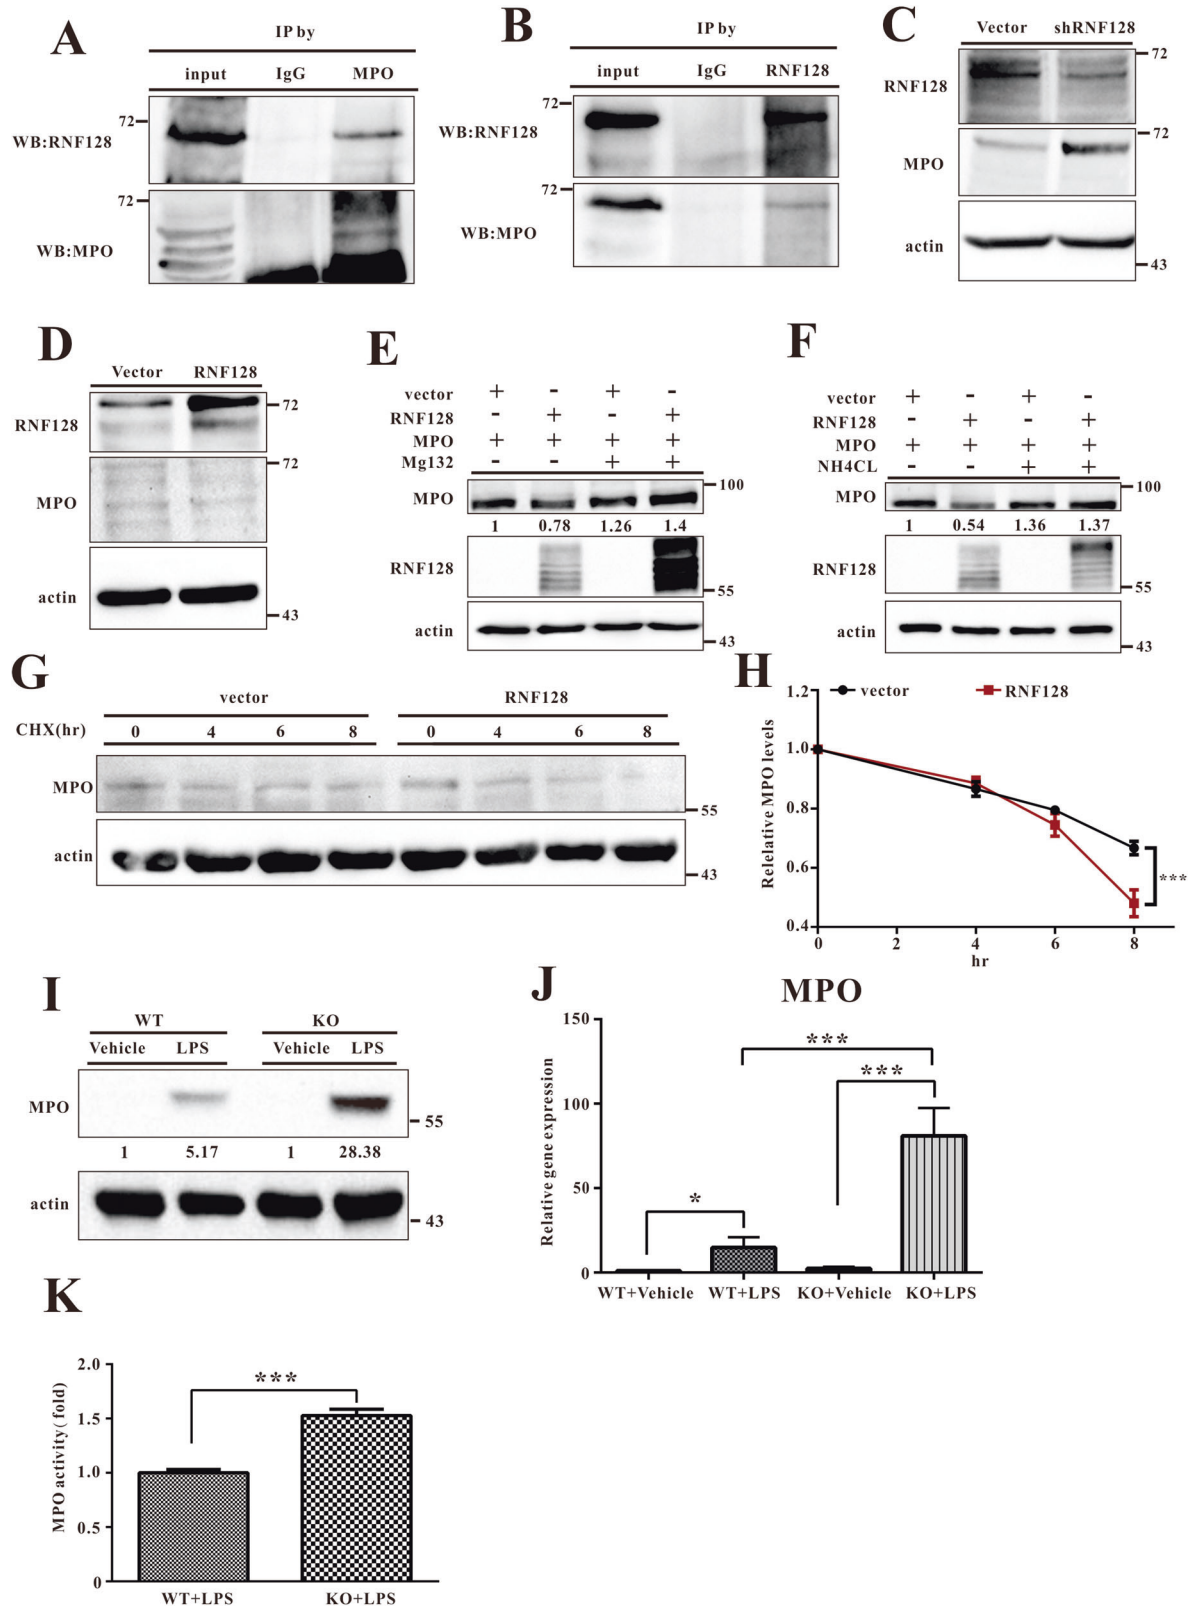 A
IP by
input IgG MPO
72
WB:RNF128
72
WB:MPO
B
IP by
input IgG RNF128
72
WB:RNF128
72
WB:MPO
C
Vector shRNF128
72
RNF128
72
MPO
actin
43
D
Vector RNF128
72
RNF128
72
MPO
actin
43
E
vector + - + -
RNF128 - + - +
MPO + + + +
Mg132 - - + +
100
MPO
1 0.78 1.26 1.4
RNF128
55
actin
43
F
vector + - + -
RNF128 - + - +
MPO + + + +
NH4CL - - + +
100
MPO
1 0.54 1.36 1.37
RNF128
55
actin
43
G
vector RNF128
CHX(hr) 0 4 6 8 0 4 6 8
MPO
55
actin
43
H
vector RNF128
1.2
1.0
0.8
0.6
0.4
Relelative MPO levels
0 2 4 6 8
hr
***
I
WT KO
Vehicle LPS Vehicle LPS
MPO
55
1 5.17 1 28.38
actin
43
J
MPO
150
100
50
0
Relative gene expression
***
***
*
WT+Vehicle WT+LPS KO+Vehicle KO+LPS
K
2.0
1.5
1.0
0.5
0
MPO activity( fold)
***
WT+LPS KO+LPS